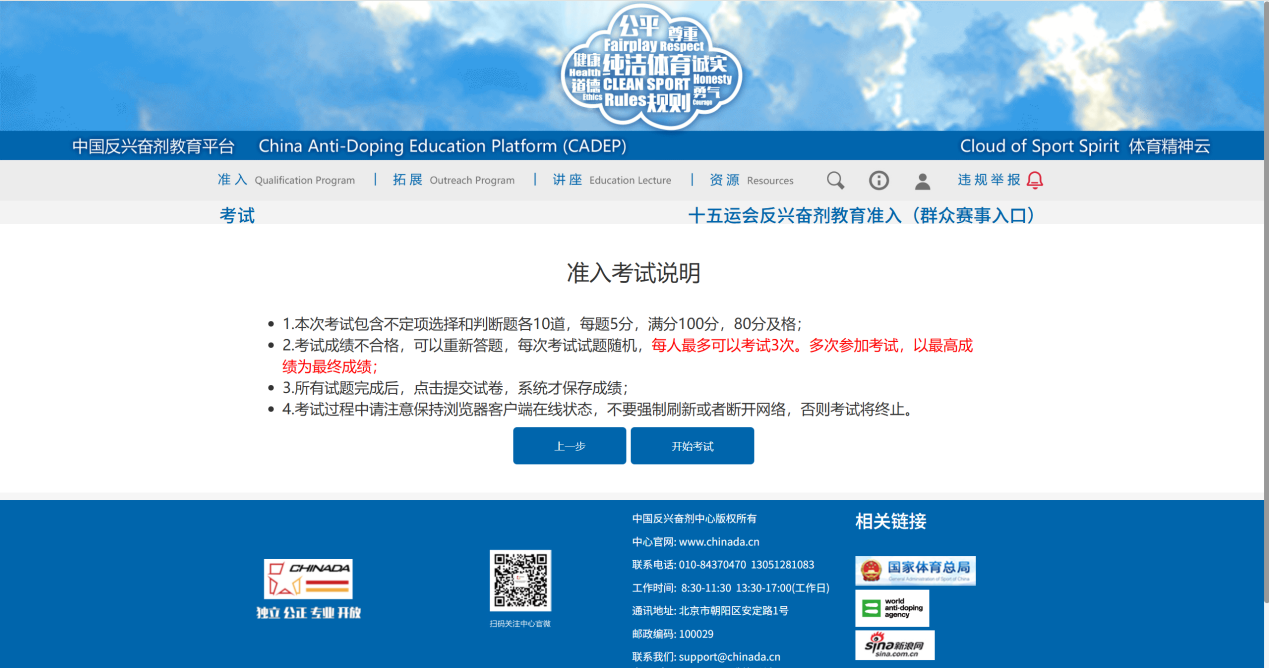 公平 尊重
Fairplay Respect
健康 纯洁体育 诚实
Health CLEAN SPORT Honesty
道德 Ethics Rules 规则 勇气 Courage
中国反兴奋剂教育平台 China Anti-Doping Education Platform (CADEP) Cloud of Sport Spirit 体育精神云
准入 Qualification Program | 拓展 Outreach Program | 讲座 Education Lecture | 资源 Resources 违规举报
考试 十五运会反兴奋剂教育准入（群众赛事入口）
准入考试说明
• 1.本次考试包含不定项选择和判断题各10道，每题5分，满分100分，80分及格；
• 2.考试成绩不合格，可以重新答题，每次考试试题随机，每人最多可以考试3次。多次参加考试，以最高成
绩为最终成绩；
• 3.所有试题完成后，点击提交试卷，系统才保存成绩；
• 4.考试过程中请注意保持浏览器客户端在线状态，不要强制刷新或者断开网络，否则考试将终止。
上一步 开始考试
CHINADA
独立 公正 专业 开放
扫码关注中心官微
中国反兴奋剂中心版权所有
中心官网: www.chinada.cn
联系电话: 010-84370470 13051281083
工作时间: 8:30-11:30 13:30-17:00(工作日)
通讯地址: 北京市朝阳区安定路1号
邮政编码: 100029
联系我们: support@chinada.cn
相关链接
国家体育总局
General Administration of Sport of China
world
anti-doping
agency
sina新浪网
sina.com.cn